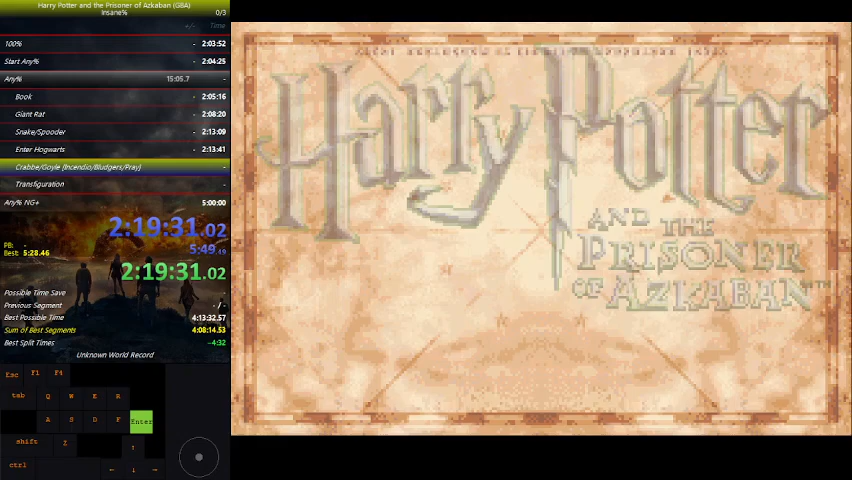 Harry Potter and the Prisoner of Azkaban (GBA)
Insane% 0/3
+/- Time
100% - 2:03:52
Start Any% - 2:04:25
Any% 15:05.7 -
Book - 2:05:16
Giant Rat - 2:08:20
Snake/Spooder - 2:13:09
Enter Hogwarts - 2:13:41
Crabbe/Goyle (Incendio/Bludgers/Pray) -
Transfiguration -
Any% NG+ 5:00:00
2:19:31.02
PB: -
Best: 5:28.46
5:49.49
2:19:31.02
Possible Time Save -
Previous Segment - / -
Best Possible Time 4:13:32.57
Sum of Best Segments 4:08:14.53
Best Split Times -4:32
Unknown World Record
Esc F1 F4
tab Q W E R
A S D F Enter
shift Z ↑
ctrl ← ↓ →
Harry Potter
AND THE
PRISONER
OF AZKABAN™